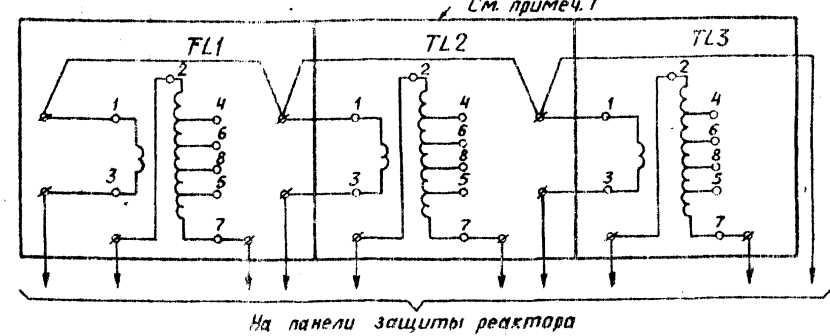 См. примеч. 1
FL1 TL2 TL3
2 2 2
1 4 1 4 1 4
6 6 6
8 8 8
3 5 3 5 3 5
7 7 7
На панели защиты реактора